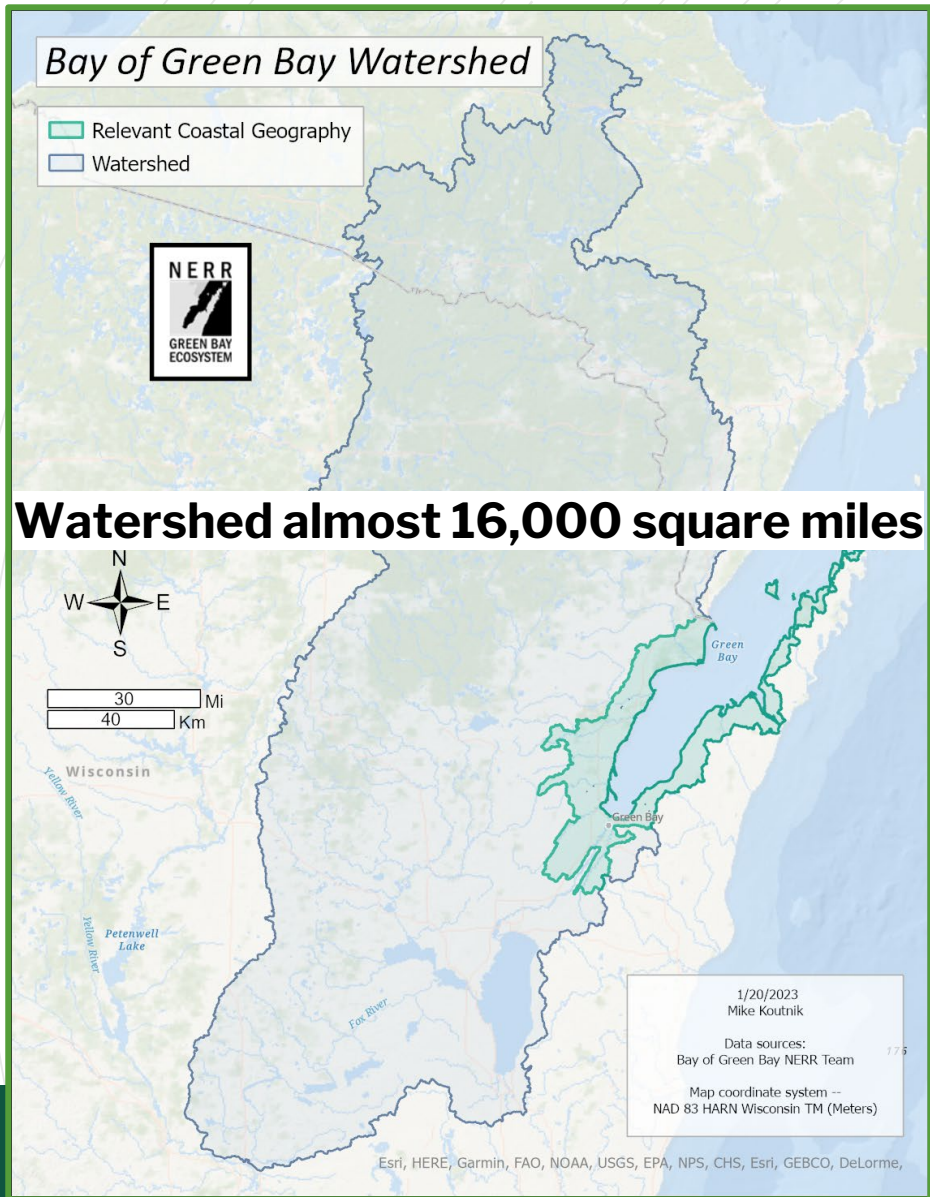 Bay of Green Bay Watershed
Relevant Coastal Geography
Watershed
NERR
GREEN BAY
ECOSYSTEM
Watershed almost 16,000 square miles
N
W E
S
30 Mi
40 Km
Green
Bay
Wisconsin
Yellow River
Green Bay
Yellow River
Petenwell
Lake
Fox River
1/20/2023
Mike Koutnik
Data sources:
Bay of Green Bay NERR Team
176
Map coordinate system --
NAD 83 HARN Wisconsin TM (Meters)
Esri, HERE, Garmin, FAO, NOAA, USGS, EPA, NPS, CHS, Esri, GEBCO, DeLorme,